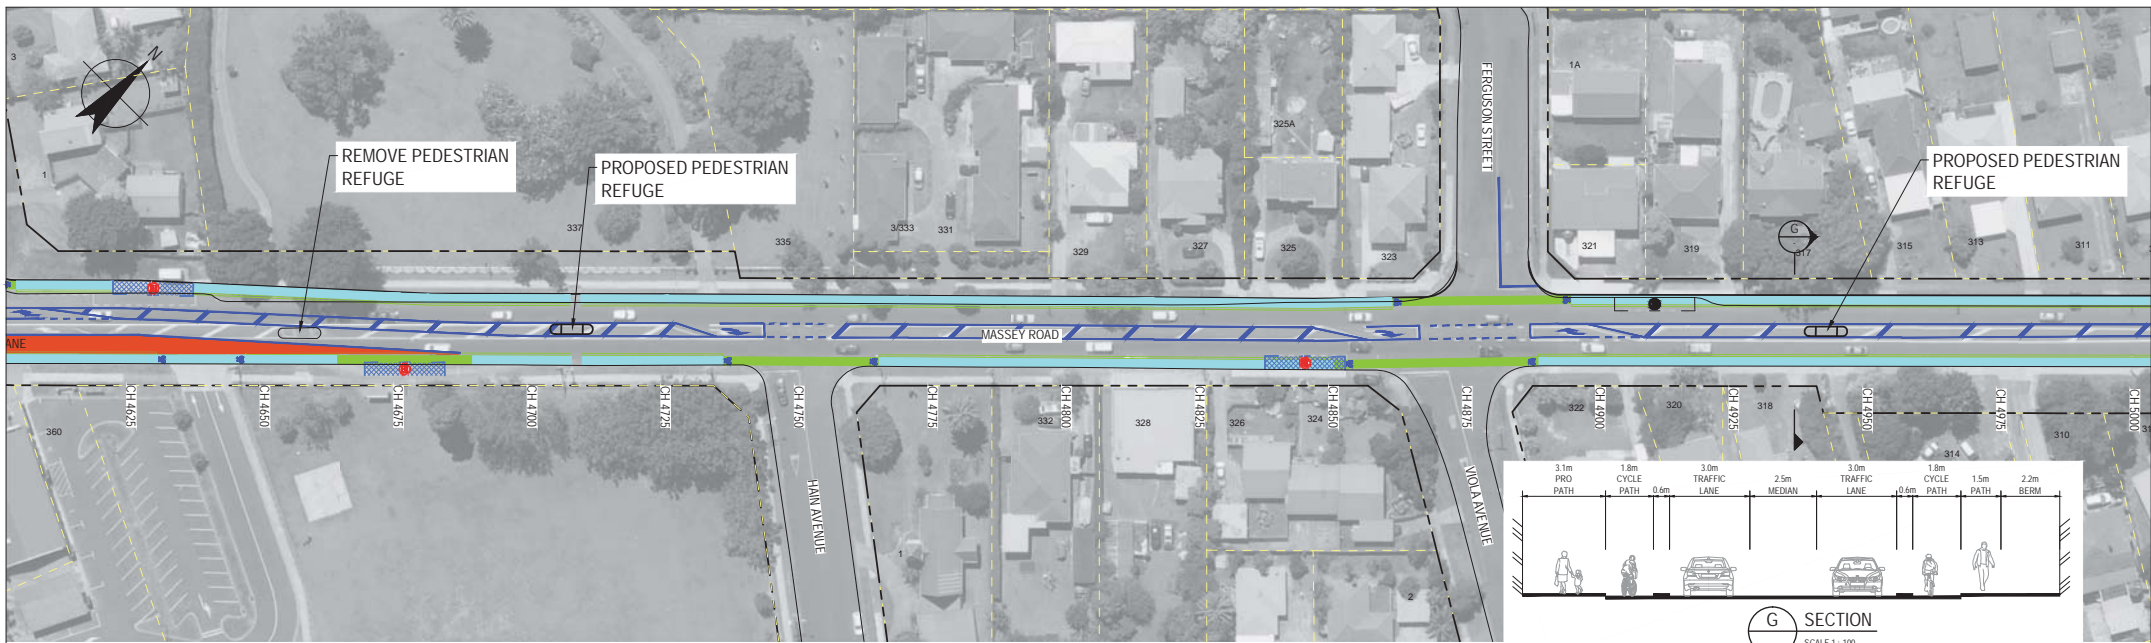 3
N
1
REMOVE PEDESTRIAN
REFUGE
PROPOSED PEDESTRIAN
REFUGE
337
335
3/333
331
329
327
325A
325
323
FERGUSON STREET
1A
321
319
G
317
315
313
311
PROPOSED PEDESTRIAN
REFUGE
MASSEY ROAD
ANE
CH 4625
CH 4650
CH 4675
CH 4700
CH 4725
CH 4750
CH 4775
CH 4800
CH 4825
CH 4850
CH 4875
CH 4900
CH 4925
CH 4950
CH 4975
CH 5000
360
HAIN AVENUE
1
332
328
326
324
2
VIOLA AVENUE
322
320
318
314
310
31
3.1m
PRO
PATH
1.8m
CYCLE
PATH
0.6m
3.0m
TRAFFIC
LANE
2.5m
MEDIAN
3.0m
TRAFFIC
LANE
0.6m
1.8m
CYCLE
PATH
1.5m
PATH
2.2m
BERM
G
SECTION
SCALE 1 : 100